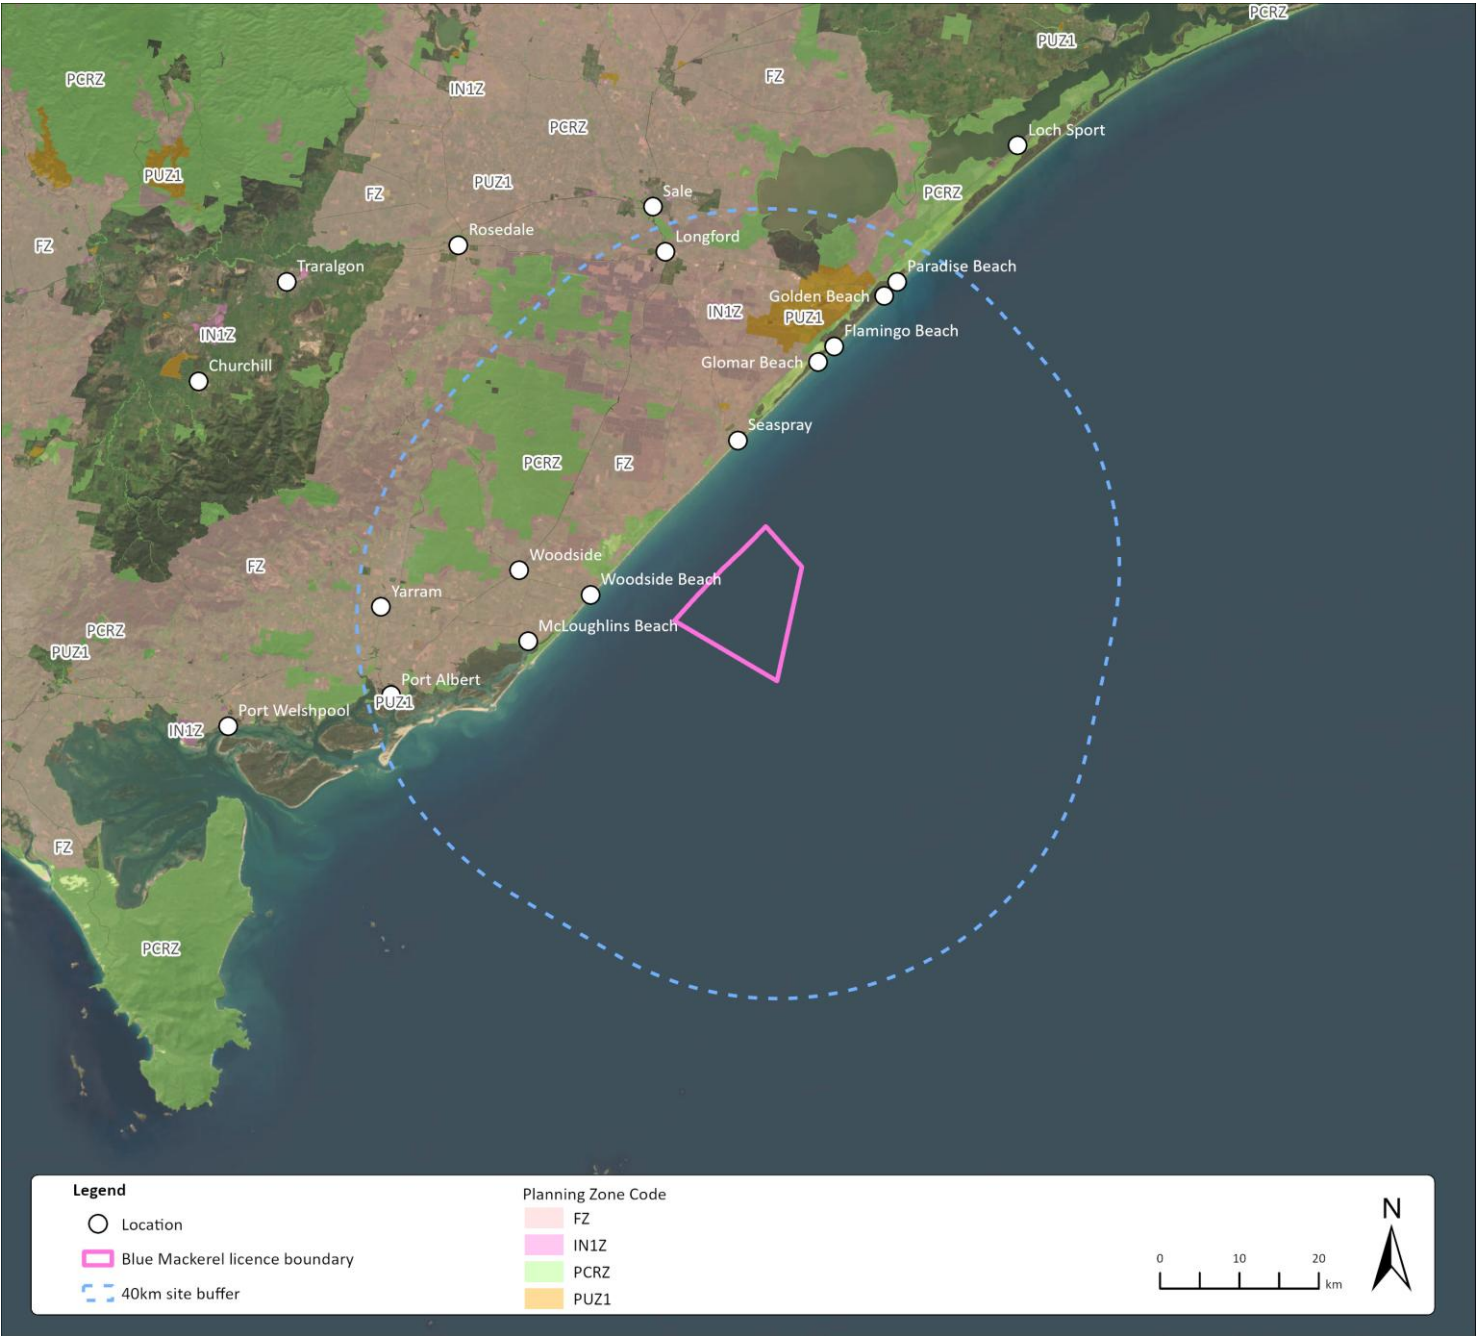 PCRZ
PUZ1
PCRZ
FZ
IN1Z
PCRZ
Loch Sport
PUZ1
FZ
PUZ1
Sale
PCRZ
Rosedale
Longford
FZ
Traralgon
Paradise Beach
Golden Beach
IN1Z
PUZ1
IN1Z
Flamingo Beach
Churchill
Glomar Beach
Seaspray
PCRZ
FZ
Woodside
FZ
Woodside Beach
Yarram
McLoughlins Beach
PCRZ
PUZ1
Port Albert
PUZ1
Port Welshpool
IN1Z
FZ
PCRZ
Legend
Location
Blue Mackerel licence boundary
40km site buffer
Planning Zone Code
FZ
IN1Z
PCRZ
PUZ1
0 10 20
km
N